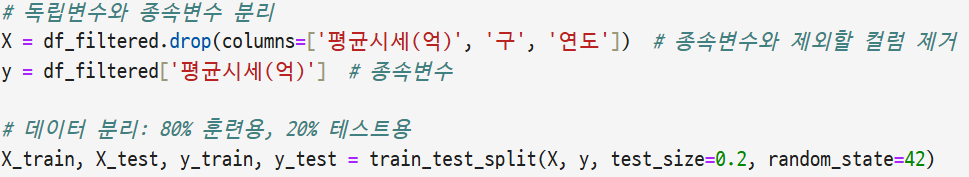 # 독립변수와 종속변수 분리
X = df_filtered.drop(columns=['평균시세(억)', '구', '연도'])  # 종속변수와 제외할 컬럼 제거
y = df_filtered['평균시세(억)']  # 종속변수

# 데이터 분리: 80% 훈련용, 20% 테스트용
X_train, X_test, y_train, y_test = train_test_split(X, y, test_size=0.2, random_state=42)